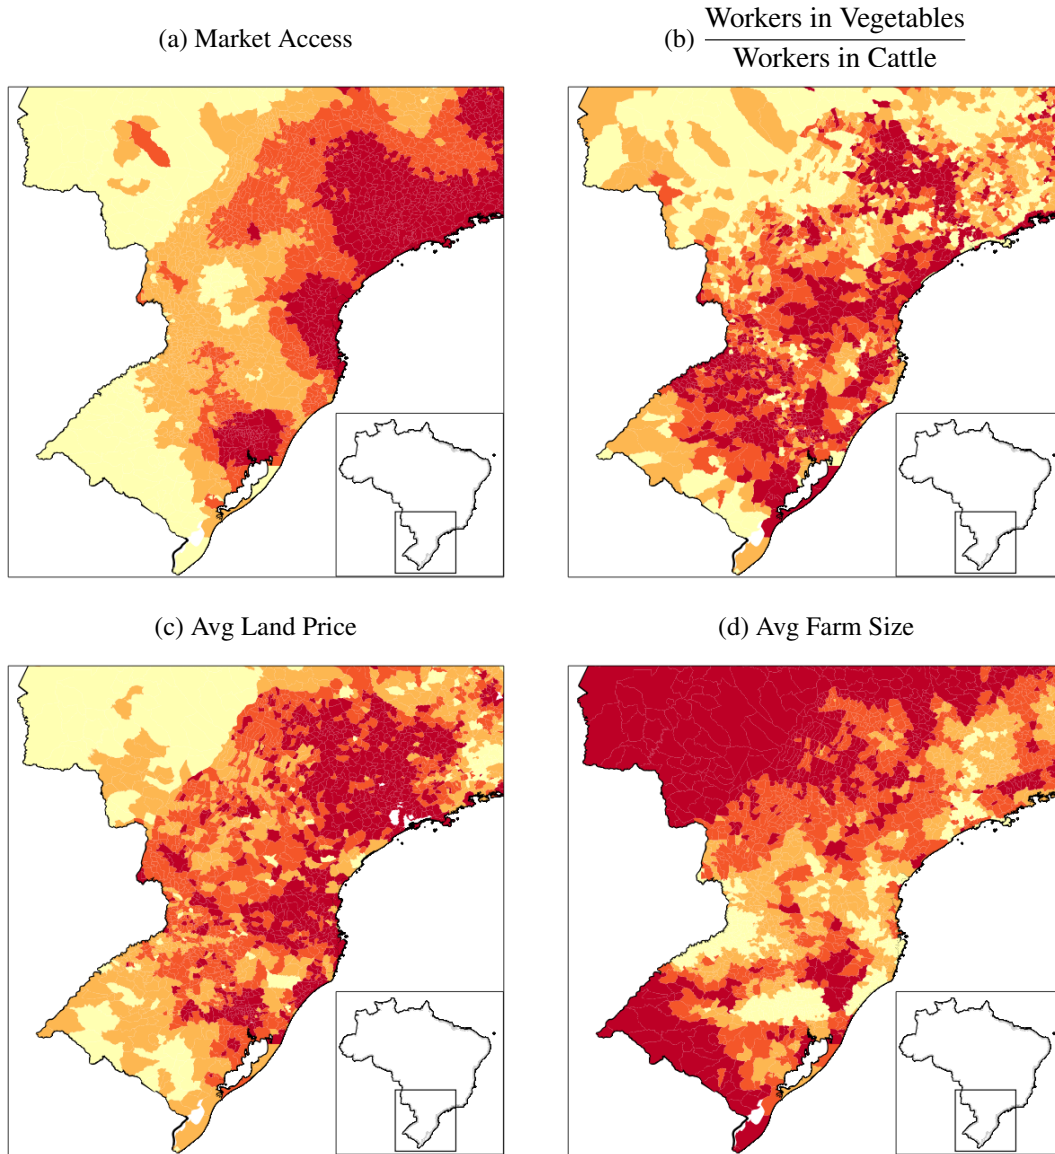 (a) Market Access
(b) Workers in Vegetables
Workers in Cattle
(c) Avg Land Price
(d) Avg Farm Size